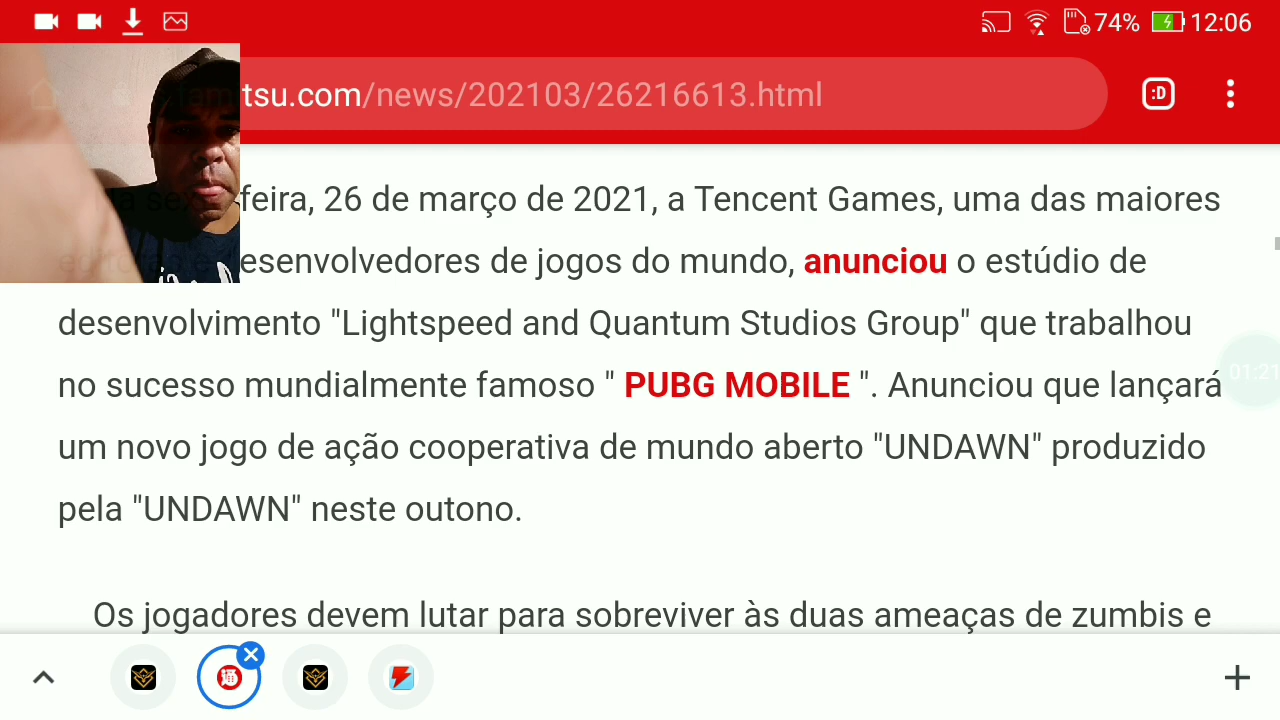 74% 12:06
tsu.com/news/202103/26216613.html
:D
feira, 26 de março de 2021, a Tencent Games, uma das maiores
esenvolvedores de jogos do mundo, anunciou o estúdio de
desenvolvimento "Lightspeed and Quantum Studios Group" que trabalhou
no sucesso mundialmente famoso " PUBG MOBILE ". Anunciou que lançará
01:21
um novo jogo de ação cooperativa de mundo aberto "UNDAWN" produzido
pela "UNDAWN" neste outono.
Os jogadores devem lutar para sobreviver às duas ameaças de zumbis e